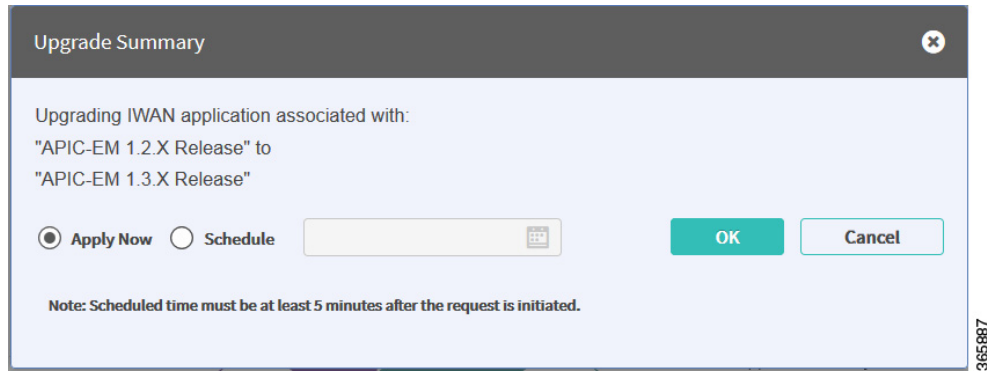 Upgrade Summary
Upgrading IWAN application associated with:
"APIC-EM 1.2.X Release" to
"APIC-EM 1.3.X Release"
Apply Now Schedule OK Cancel
Note: Scheduled time must be at least 5 minutes after the request is initiated.
365887